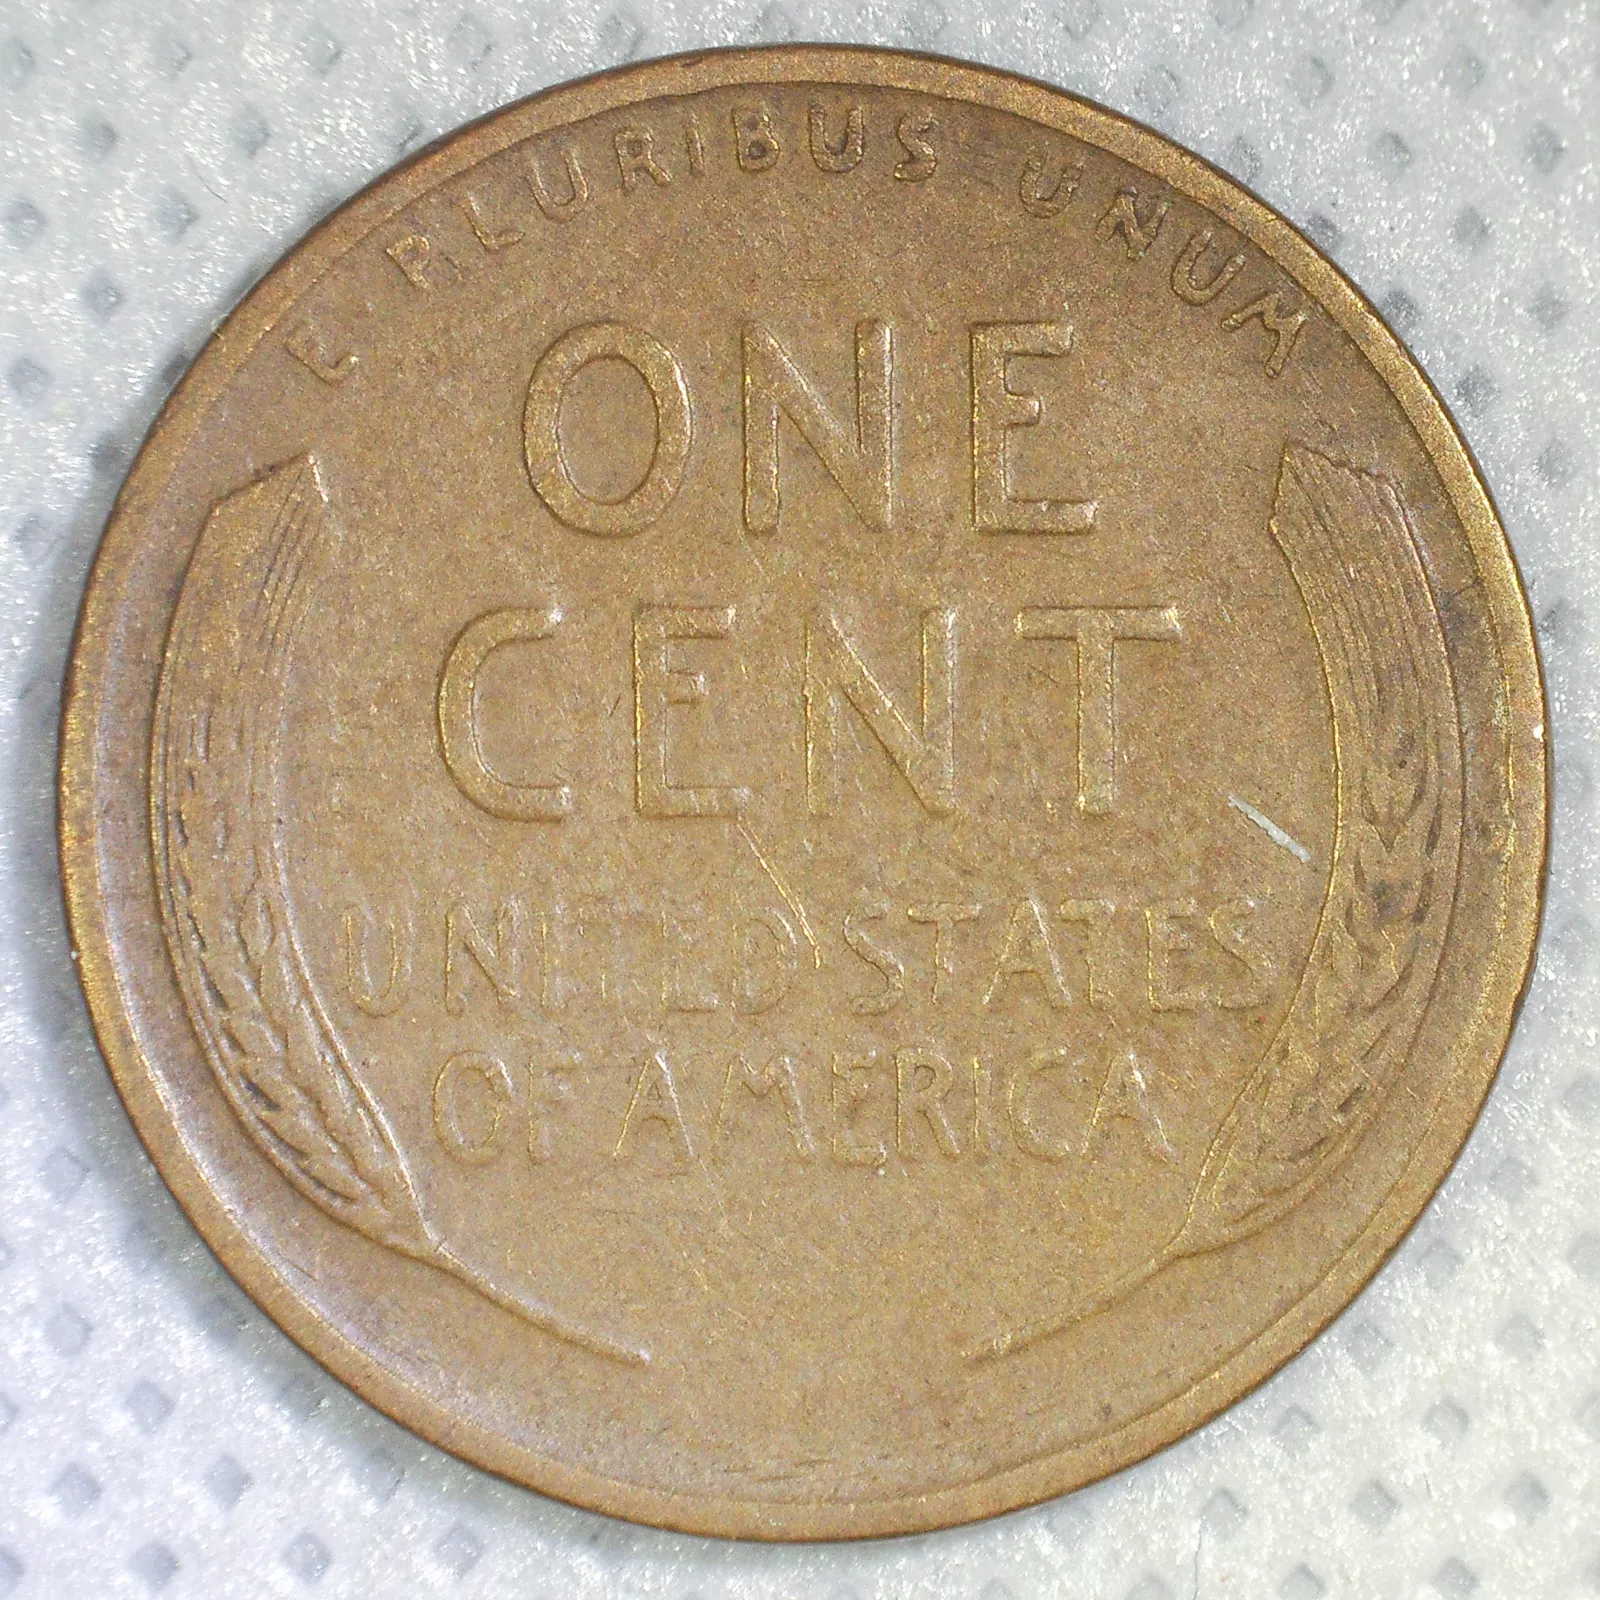 E PLURIBUS UNUM
ONE
CENT
UNITED STATES
OF AMERICA